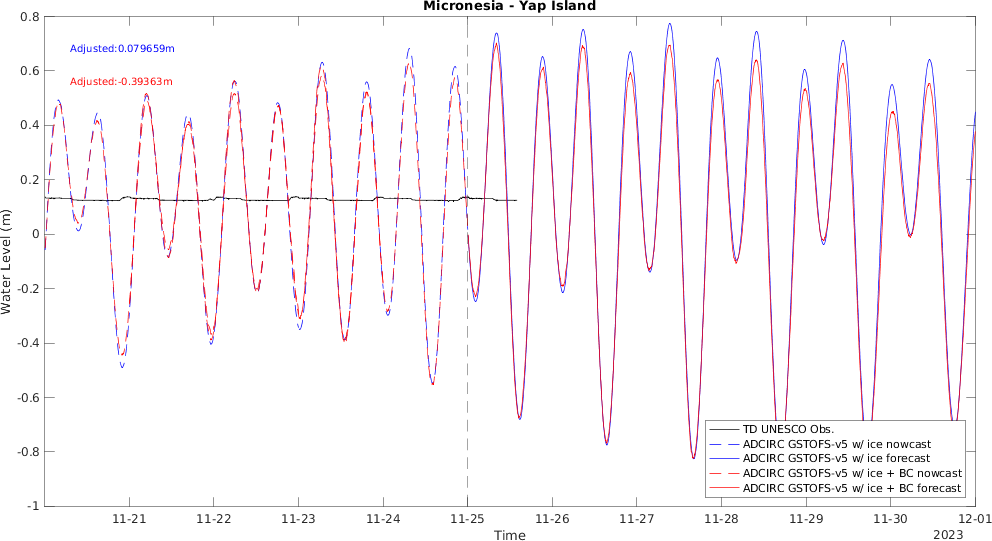 Micronesia - Yap Island
Adjusted:0.079659m
Adjusted:-0.39363m
Water Level (m)
0.8
0.6
0.4
0.2
0
-0.2
-0.4
-0.6
-0.8
-1
TD UNESCO Obs.
ADCIRC GSTOFS-v5 w/ ice nowcast
ADCIRC GSTOFS-v5 w/ ice forecast
ADCIRC GSTOFS-v5 w/ ice + BC nowcast
ADCIRC GSTOFS-v5 w/ ice + BC forecast
11-21 11-22 11-23 11-24 11-25 11-26 11-27 11-28 11-29 11-30 12-01
Time
2023